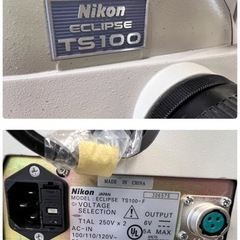 Nikon
ECLIPSE
TS100
MADE IN CHINA
Nikon JAPAN
MODEL: ECLIPSE TS100-F
VOLTAGE
SELECTION
OUTPUT
T1AL 250V x 2
6V
AC-IN
5A MAX
100/110/120V~